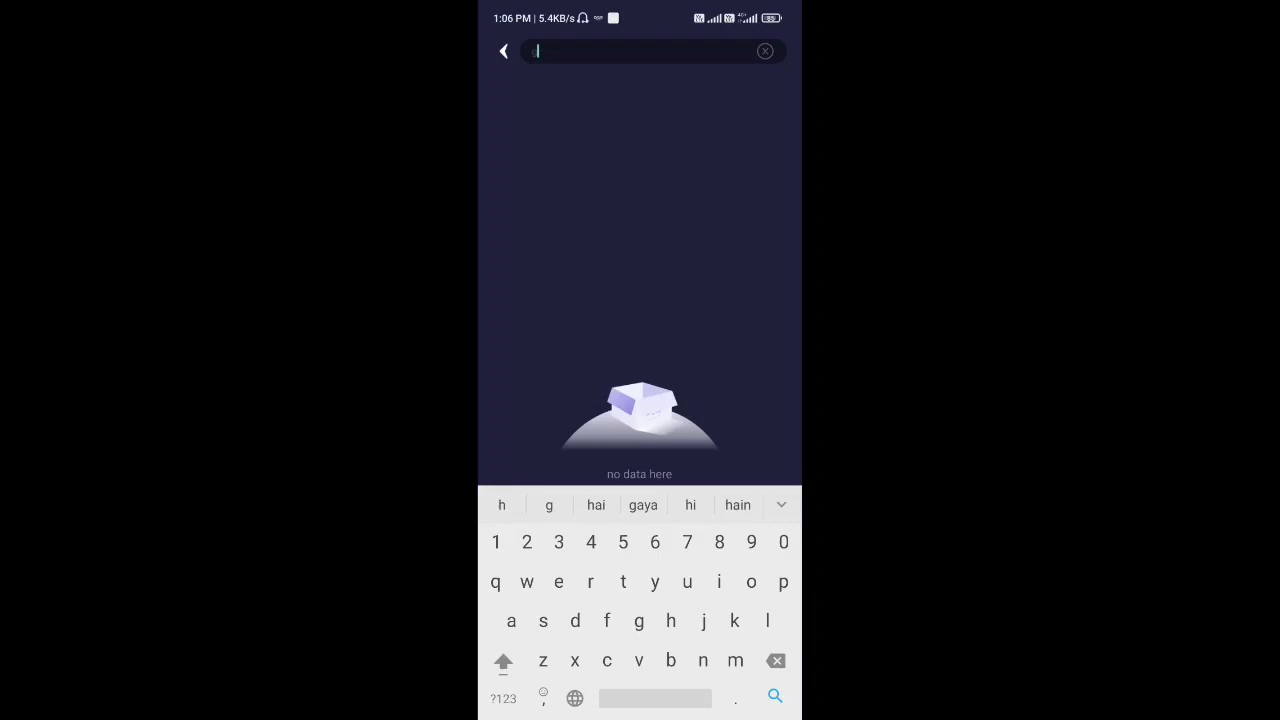 1:06 PM | 5.4KB/s
g
no data here
h g hai gaya hi hain
1 2 3 4 5 6 7 8 9 0
q w e r t y u i o p
a s d f g h j k l
z x c v b n m
?123 , .